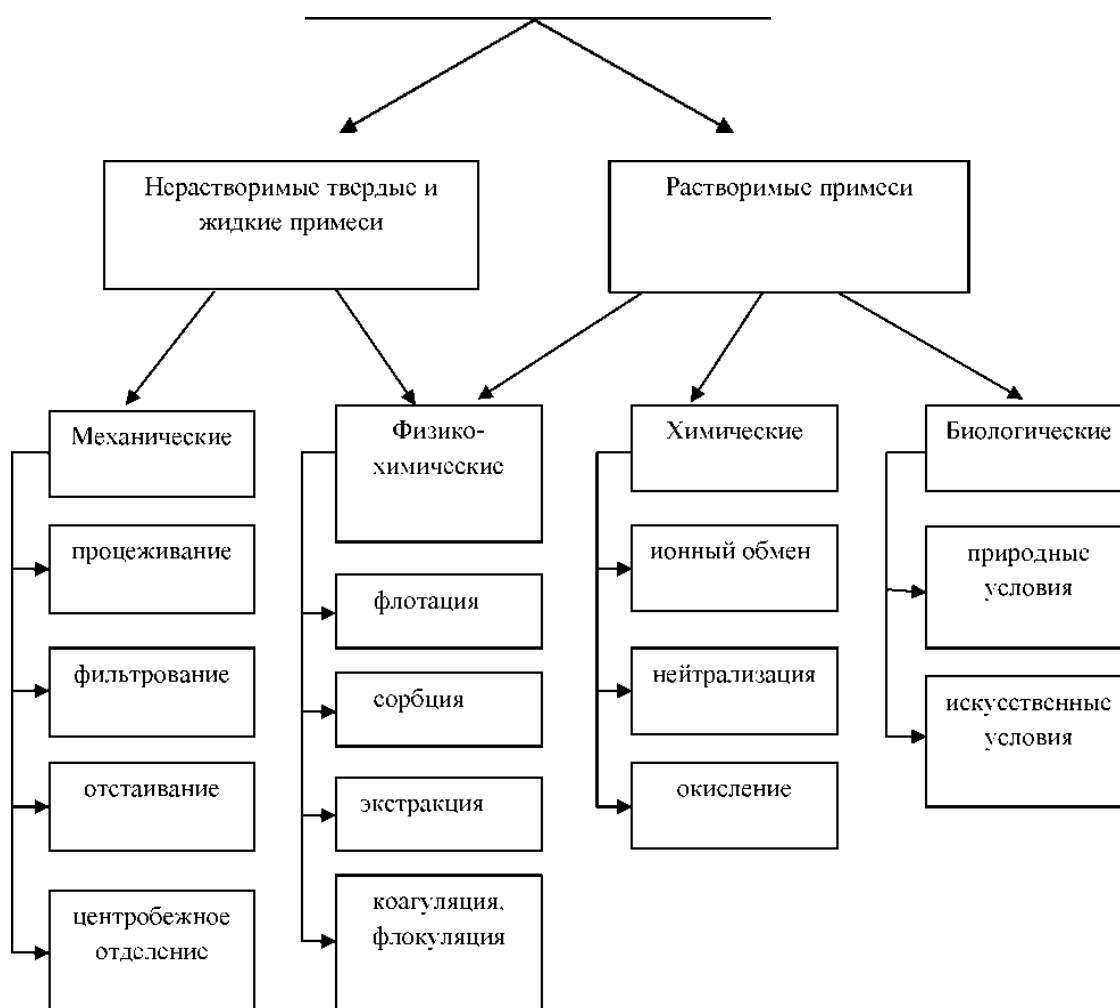 Нерастворимые твердые и
жидкие примеси
Растворимые примеси
Механические
Физико-
химические
Химические
Биологические
процеживание
фильтрование
отстаивание
центробежное
отделение
флотация
сорбция
экстракция
коагуляция,
флокуляция
ионный обмен
нейтрализация
окисление
природные
условия
искусственные
условия